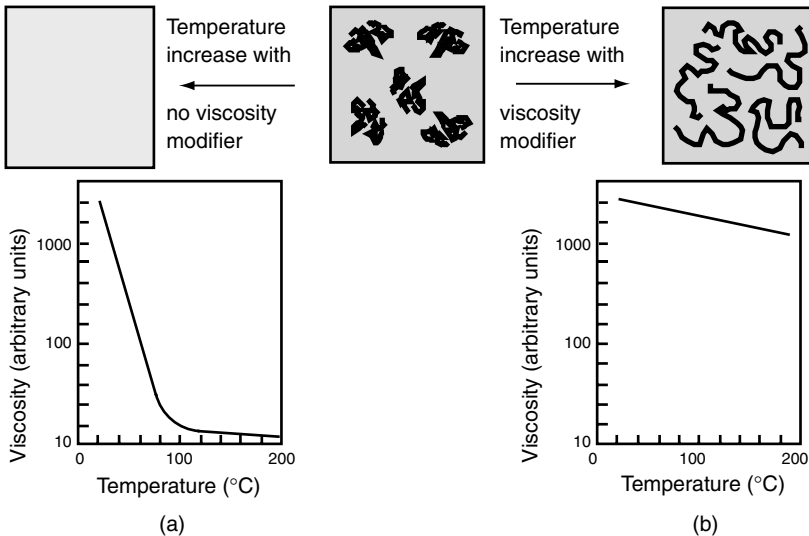 Temperature
increase with
no viscosity
modifier
Temperature
increase with
viscosity
modifier
Viscosity (arbitrary units)
1000
100
10
0
100
200
Temperature (°C)
(a)
Viscosity (arbitrary units)
1000
100
10
0
100
200
Temperature (°C)
(b)